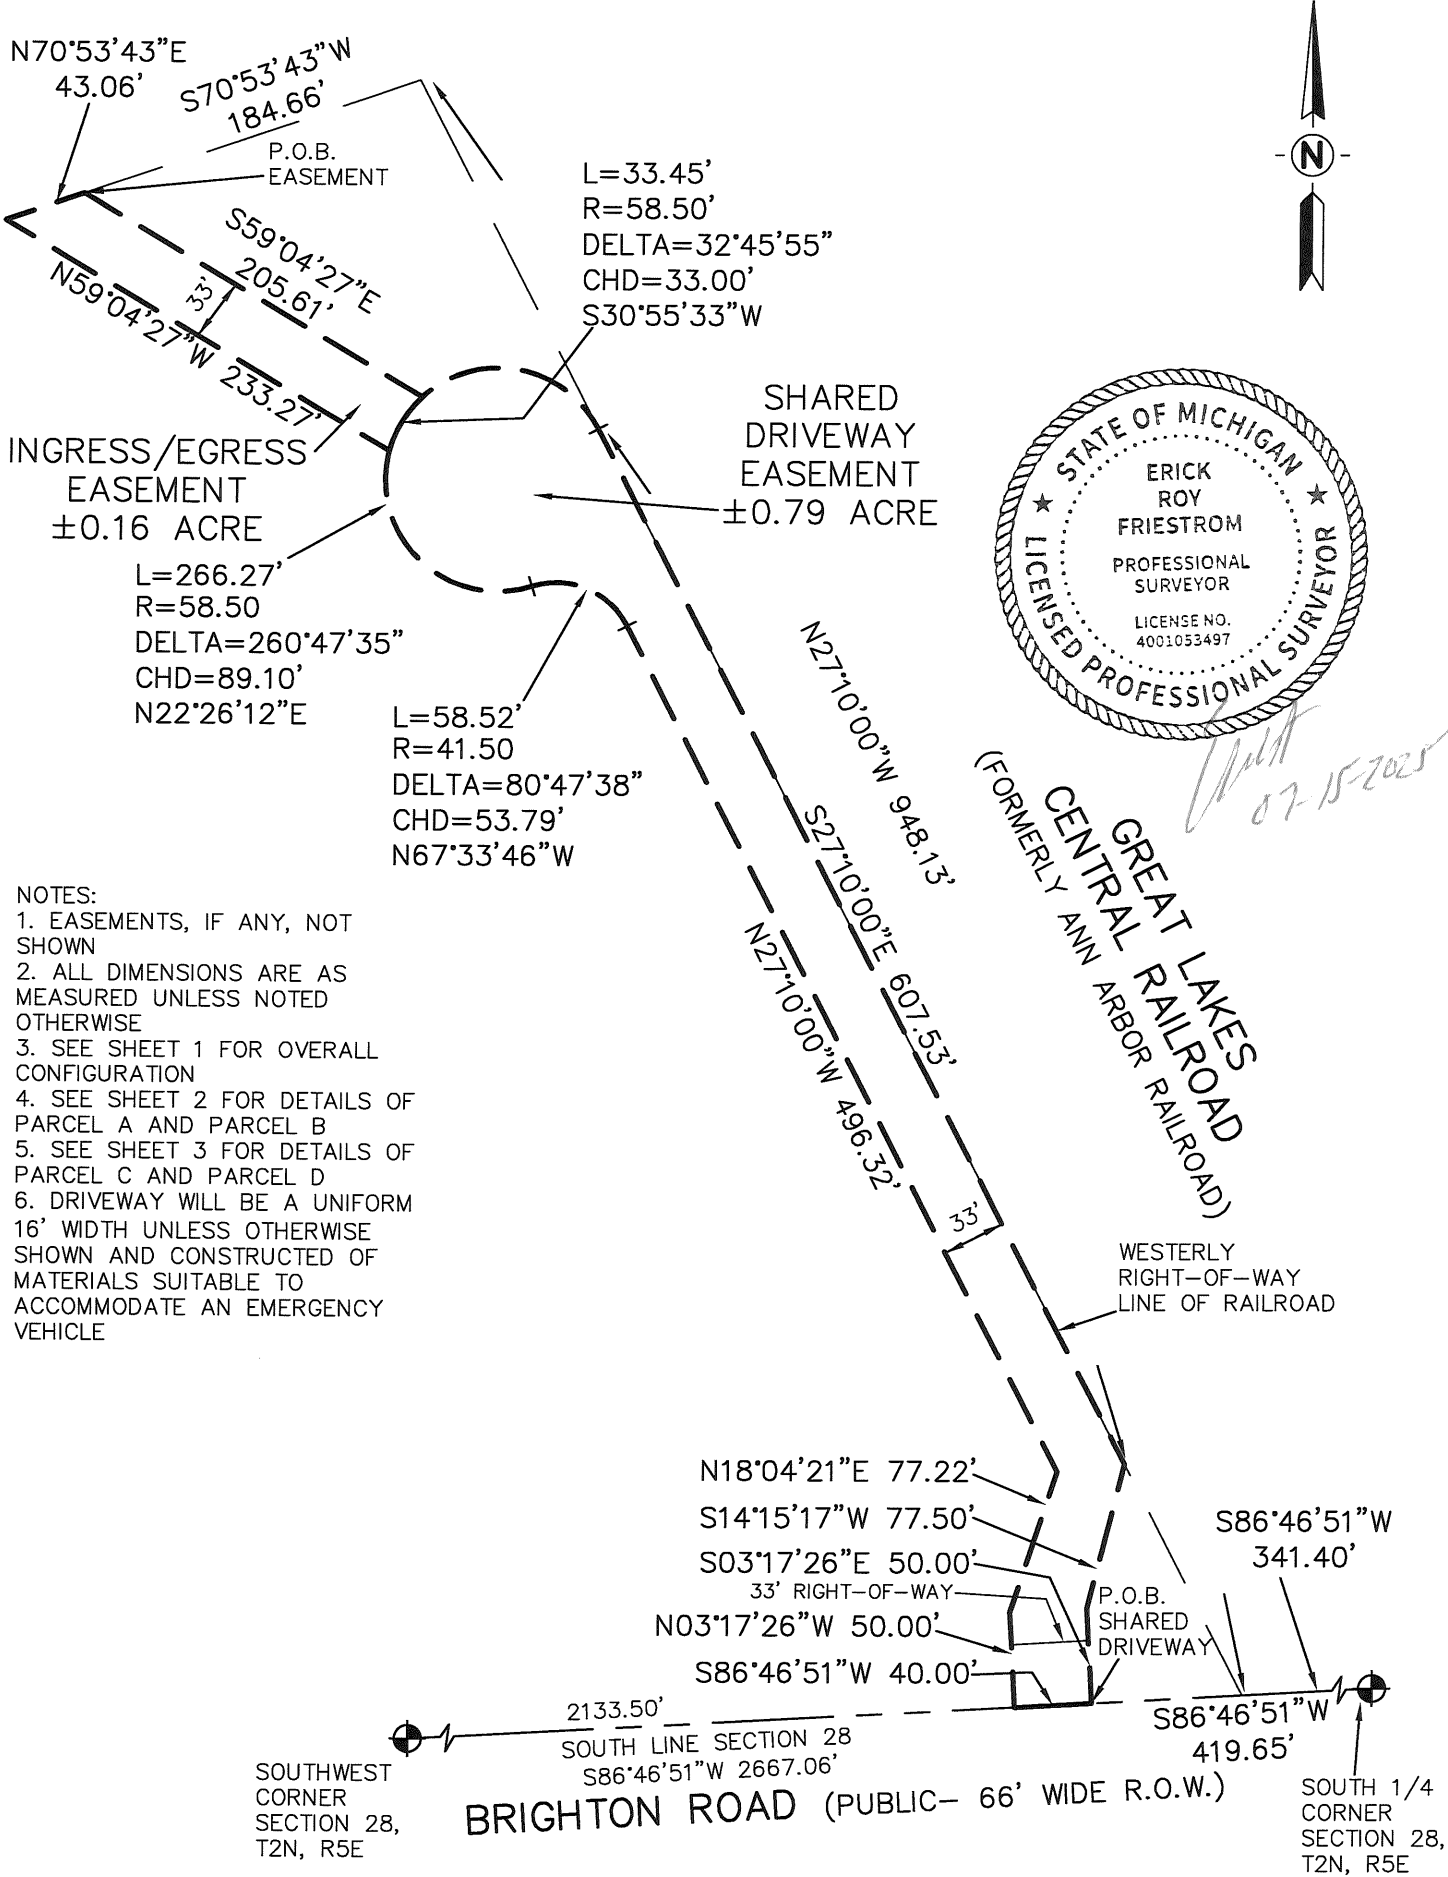 N70°53'43"E
43.06'
S70°53'43"W
184.66'
P.O.B.
EASEMENT
L=33.45'
R=58.50'
DELTA=32°45'55"
CHD=33.00'
S30°55'33"W
N
S59°04'27"E
205.61'
33'
N59°04'27"W 233.27'
INGRESS/EGRESS
EASEMENT
±0.16 ACRE
SHARED
DRIVEWAY
EASEMENT
±0.79 ACRE
STATE OF MICHIGAN
ERICK
ROY
FRIESTROM
PROFESSIONAL
SURVEYOR
LICENSE NO.
4001053497
LICENSED PROFESSIONAL SURVEYOR
07-15-2025
L=266.27'
R=58.50
DELTA=260°47'35"
CHD=89.10'
N22°26'12"E
L=58.52'
R=41.50
DELTA=80°47'38"
CHD=53.79'
N67°33'46"W
N27°10'00"W 948.13'
S27°10'00"E 607.53'
N27°10'00"W 496.32'
GREAT LAKES
CENTRAL RAILROAD
(FORMERLY ANN ARBOR RAILROAD)
NOTES:
1. EASEMENTS, IF ANY, NOT
SHOWN
2. ALL DIMENSIONS ARE AS
MEASURED UNLESS NOTED
OTHERWISE
3. SEE SHEET 1 FOR OVERALL
CONFIGURATION
4. SEE SHEET 2 FOR DETAILS OF
PARCEL A AND PARCEL B
5. SEE SHEET 3 FOR DETAILS OF
PARCEL C AND PARCEL D
6. DRIVEWAY WILL BE A UNIFORM
16' WIDTH UNLESS OTHERWISE
SHOWN AND CONSTRUCTED OF
MATERIALS SUITABLE TO
ACCOMMODATE AN EMERGENCY
VEHICLE
33'
WESTERLY
RIGHT-OF-WAY
LINE OF RAILROAD
N18°04'21"E 77.22'
S14°15'17"W 77.50'
S03°17'26"E 50.00'
33' RIGHT-OF-WAY
N03°17'26"W 50.00'
S86°46'51"W 40.00'
P.O.B.
SHARED
DRIVEWAY
S86°46'51"W
341.40'
2133.50'
SOUTH LINE SECTION 28
S86°46'51"W 2667.06'
S86°46'51"W
419.65'
SOUTHWEST
CORNER
SECTION 28,
T2N, R5E
BRIGHTON ROAD (PUBLIC- 66' WIDE R.O.W.)
SOUTH 1/4
CORNER
SECTION 28,
T2N, R5E